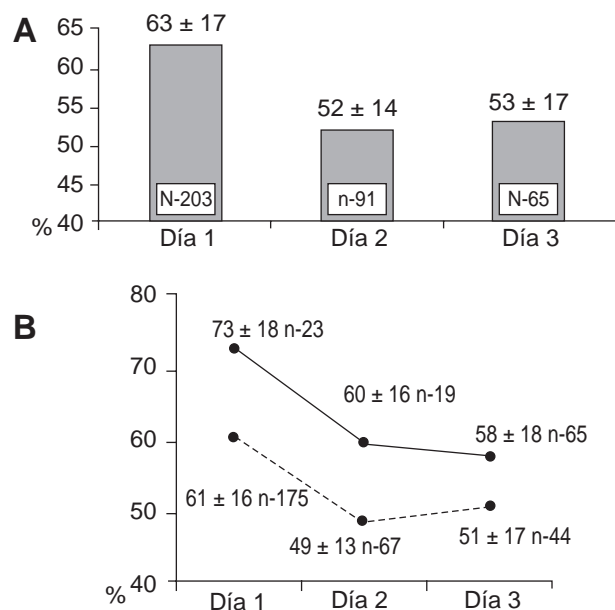 A
65
60
55
50
45
% 40
63 ± 17
52 ± 14
53 ± 17
N-203
n-91
N-65
Día 1
Día 2
Día 3
B
80
70
60
50
% 40
73 ± 18 n-23
60 ± 16 n-19
58 ± 18 n-65
61 ± 16 n-175
49 ± 13 n-67
51 ± 17 n-44
Día 1
Día 2
Día 3